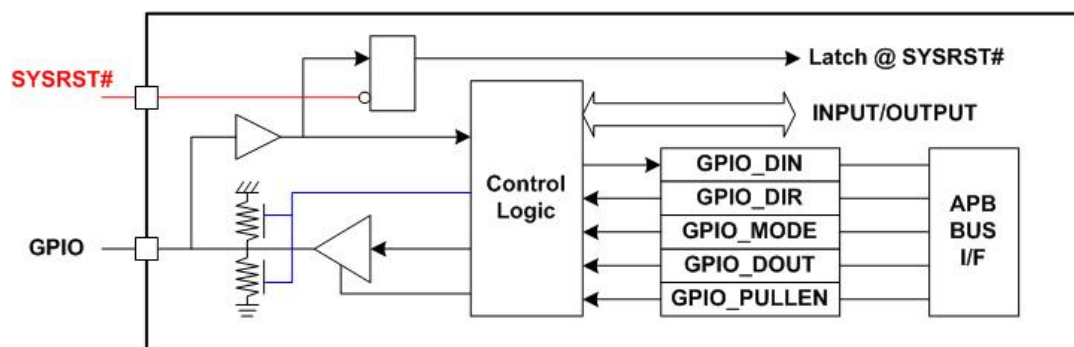 Latch @ SYSRST#
SYSRST#
INPUT/OUTPUT
Control
Logic
GPIO_DIN
GPIO_DIR
GPIO_MODE
GPIO_DOUT
GPIO_PULLEN
APB
BUS
I/F
GPIO